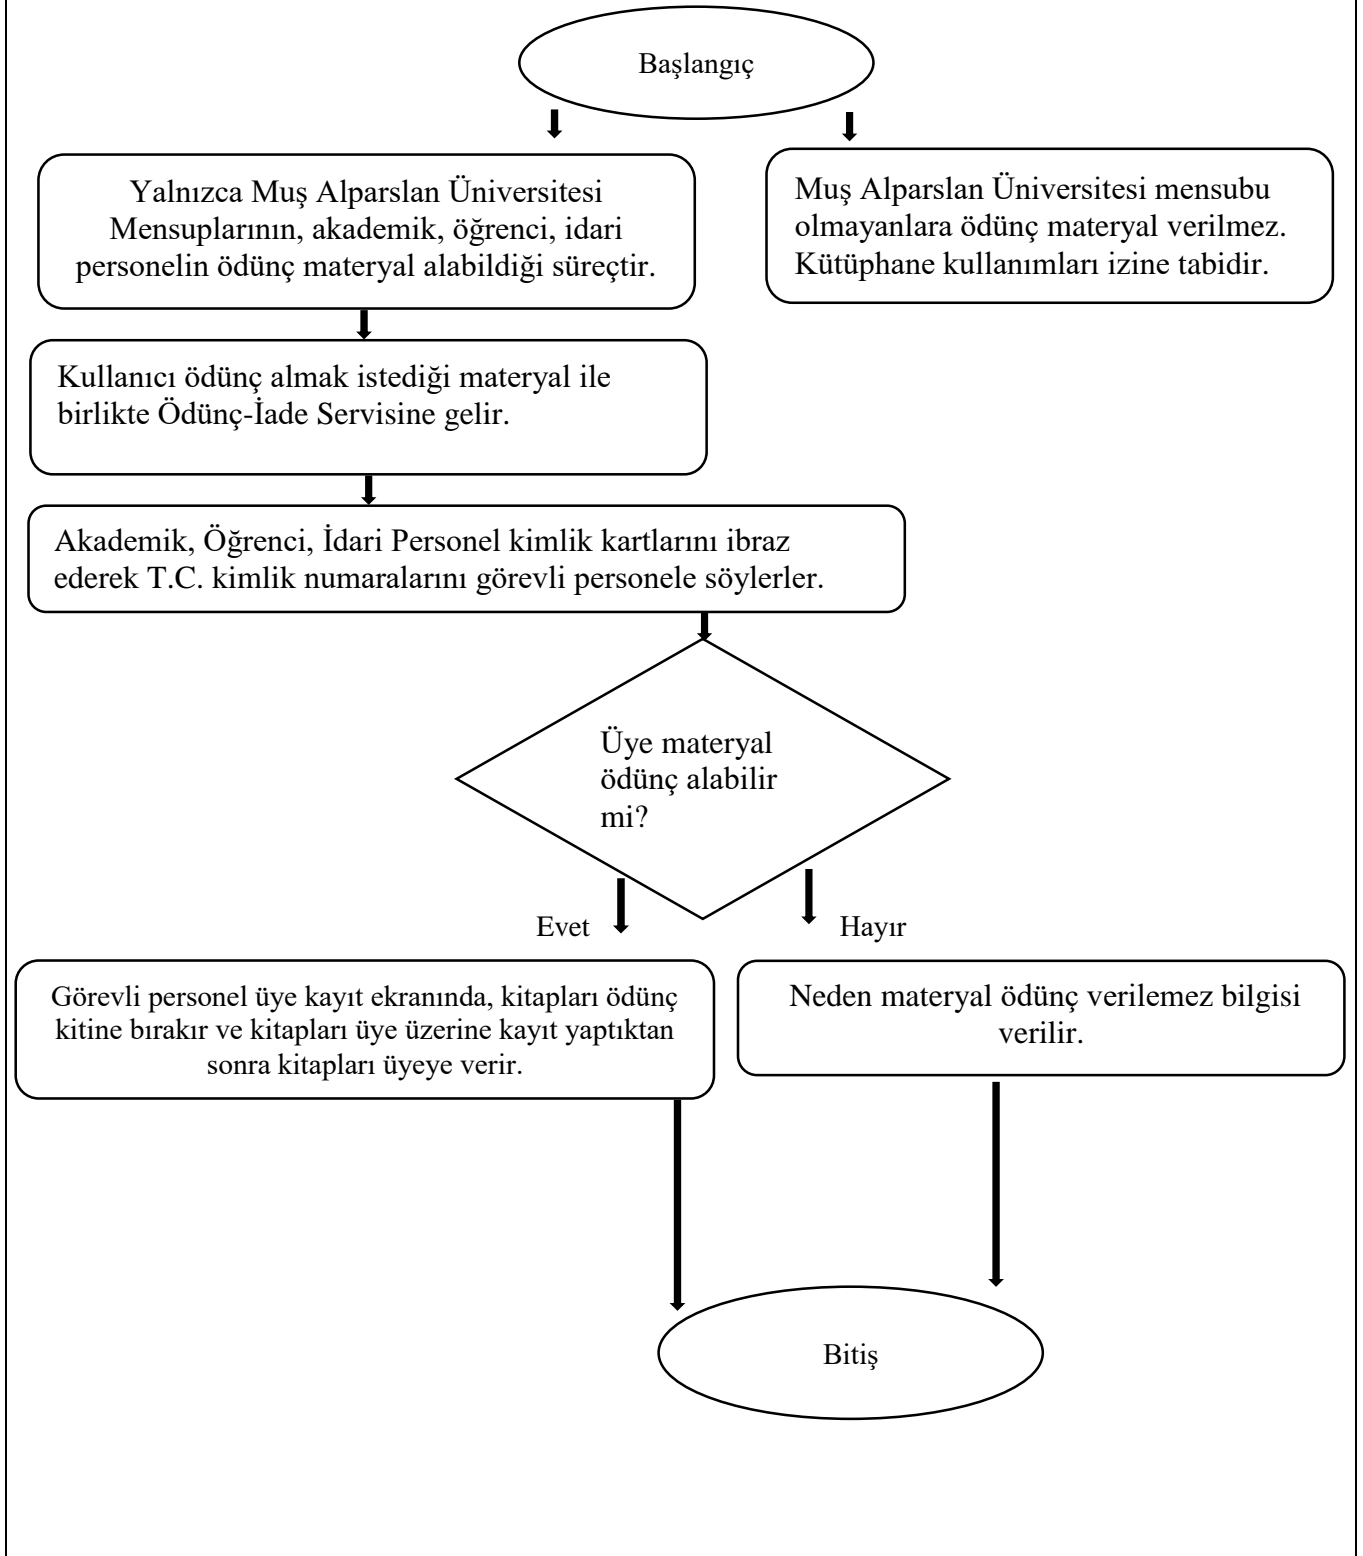 Başlangıç
Yalnızca Muş Alparslan Üniversitesi
Mensuplarının, akademik, öğrenci, idari
personelin ödünç materyal alabildiği süreçtir.
Muş Alparslan Üniversitesi mensubu
olmayanlara ödünç materyal verilmez.
Kütüphane kullanımları izine tabidir.
Kullanıcı ödünç almak istediği materyal ile
birlikte Ödünç-İade Servisine gelir.
Akademik, Öğrenci, İdari Personel kimlik kartlarını ibraz
ederek T.C. kimlik numaralarını görevli personele söylerler.
Üye materyal
ödünç alabilir
mi?
Evet
Hayır
Görevli personel üye kayıt ekranında, kitapları ödünç
kitine bırakır ve kitapları üye üzerine kayıt yaptıktan
sonra kitapları üyeye verir.
Neden materyal ödünç verilemez bilgisi
verilir.
Bitiş